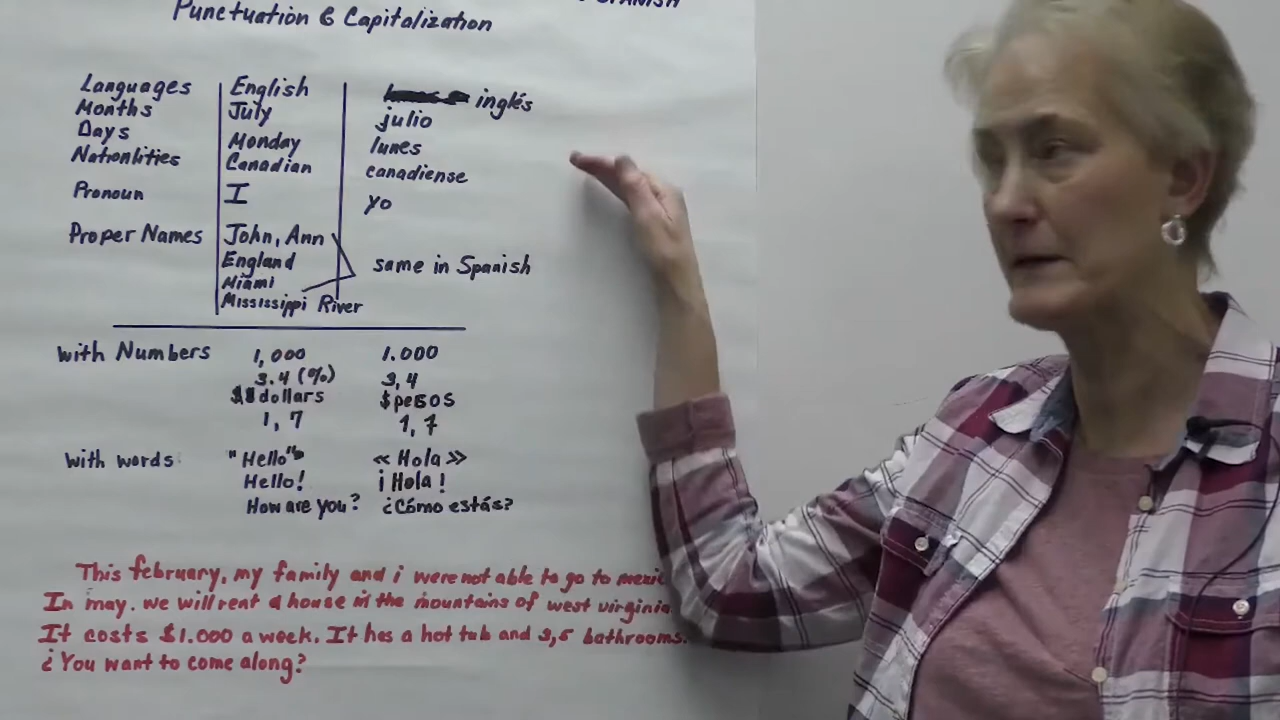 SPANISH
Punctuation & Capitalization
Languages English inglés
Months July julio
Days Monday lunes
Nationlities Canadian canadiense
Pronoun I yo
Proper Names John, Ann
England same in Spanish
Miami
Mississippi River
with Numbers 1,000 1.000
3.4 (%) 3,4
dollars $pesos
1, 7 1, 7
with words: "Hello" « Hola »
Hello! ¡Hola!
How are you? ¿Cómo estás?
This february, my family and i were not able to go to
In may. we will rent a house in the mountains of west virginia.
It costs $1.000 a week. It has a hot tub and 3,5 bathrooms.
¿ You want to come along?